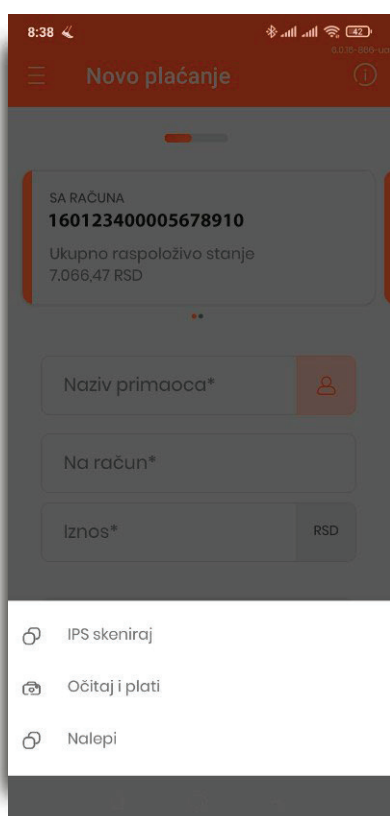 8:38
42
Novo plaćanje
SA RAČUNA
160123400005678910
Ukupno raspoloživo stanje
7.066,47 RSD
Naziv primaoca*
Na račun*
Iznos* RSD
IPS skeniraj
Očitaj i plati
Nalepi